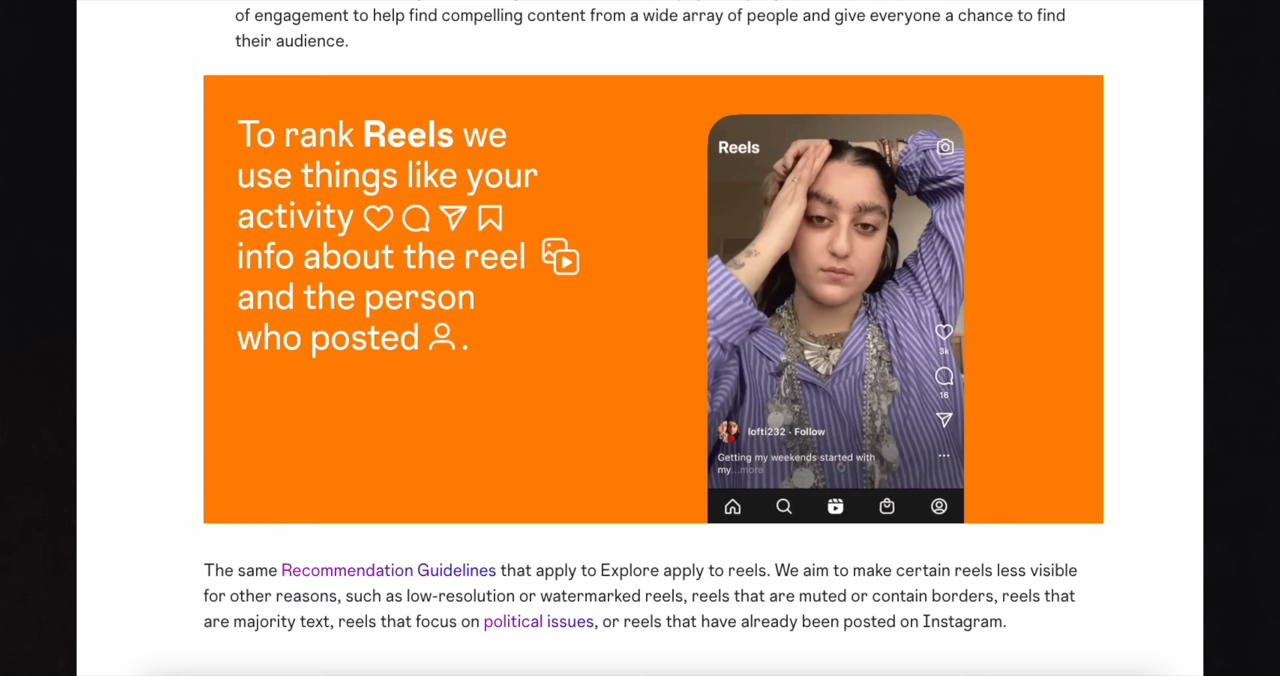 of engagement to help find compelling content from a wide array of people and give everyone a chance to find
their audience.
To rank Reels we
use things like your
activity
info about the reel
and the person
who posted .
Reels
3k
16
lofti232 · Follow
Getting my weekends started with
my...more
The same Recommendation Guidelines that apply to Explore apply to reels. We aim to make certain reels less visible
for other reasons, such as low-resolution or watermarked reels, reels that are muted or contain borders, reels that
are majority text, reels that focus on political issues, or reels that have already been posted on Instagram.